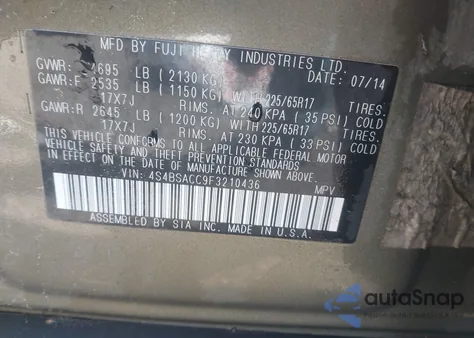 MFD BY FUJI HEAVY INDUSTRIES LTD.
DATE: 07/14
GVWR: 4695 LB ( 2130 KG)
GAWR:F 2535 LB ( 1150 KG) WITH 225/65R17 TIRES.
17X7J RIMS. AT 240 KPA ( 35 PSI) COLD
GAWR:R 2645 LB ( 1200 KG) WITH 225/65R17 TIRES.
17X7J RIMS. AT 230 KPA ( 33 PSI) COLD
THIS VEHICLE CONFORMS TO ALL APPLICABLE FEDERAL
MOTOR VEHICLE SAFETY AND THEFT PREVENTION STANDARDS
IN EFFECT ON THE DATE OF MANUFACTURE SHOWN ABOVE.
VIN: 4S4BSACC9F3210436 MPV
ASSEMBLED BY SIA INC. MADE IN U.S.A.
autoSnap